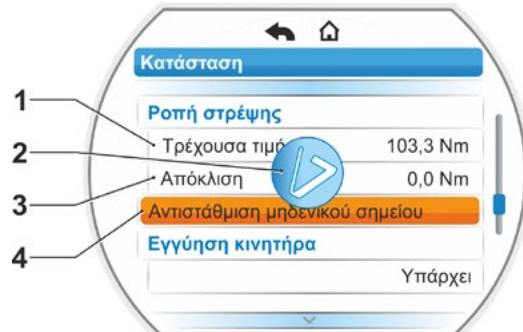 Κατάσταση
Ροπή στρέψης
1
Τρέχουσα τιμή 103,3 Nm
2
Απόκλιση 0,0 Nm
3
Αντιστάθμιση μηδενικού σημείου
4
Εγγύηση κινητήρα
Υπάρχει